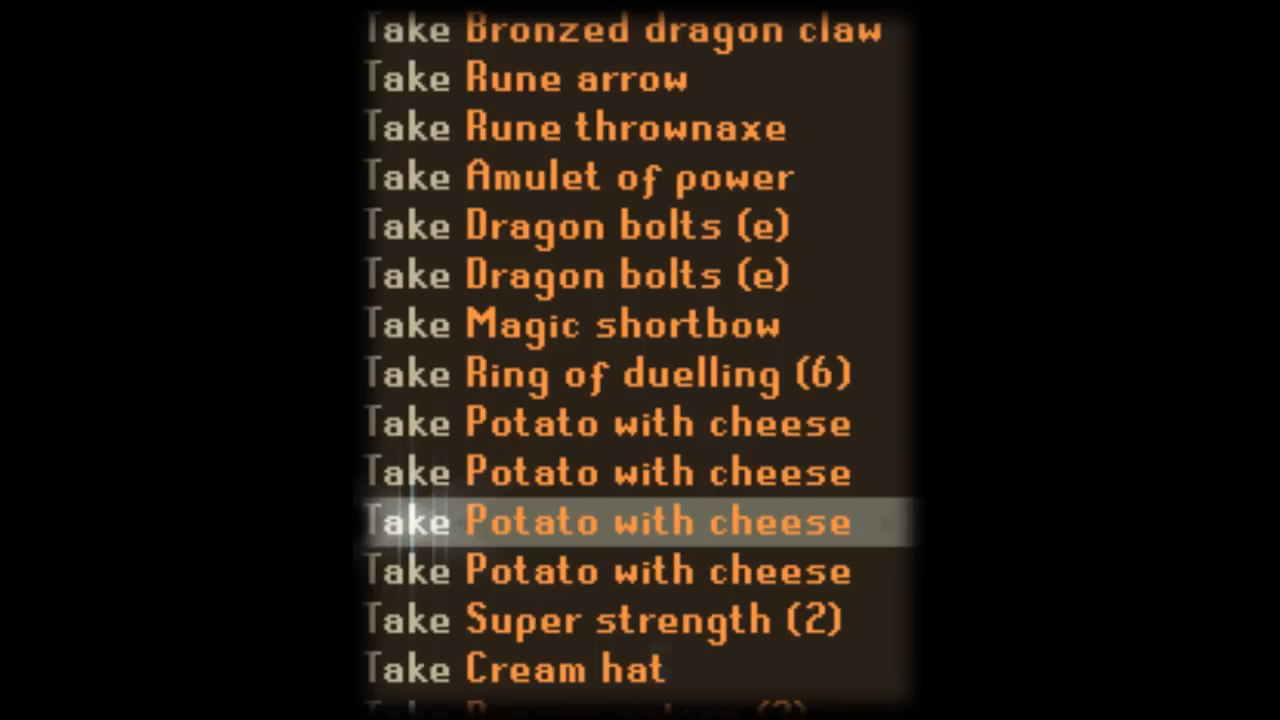 Take Bronzed dragon claw
Take Rune arrow
Take Rune thrownaxe
Take Amulet of power
Take Dragon bolts (e)
Take Dragon bolts (e)
Take Magic shortbow
Take Ring of duelling (6)
Take Potato with cheese
Take Potato with cheese
Take Potato with cheese
Take Potato with cheese
Take Super strength (2)
Take Cream hat